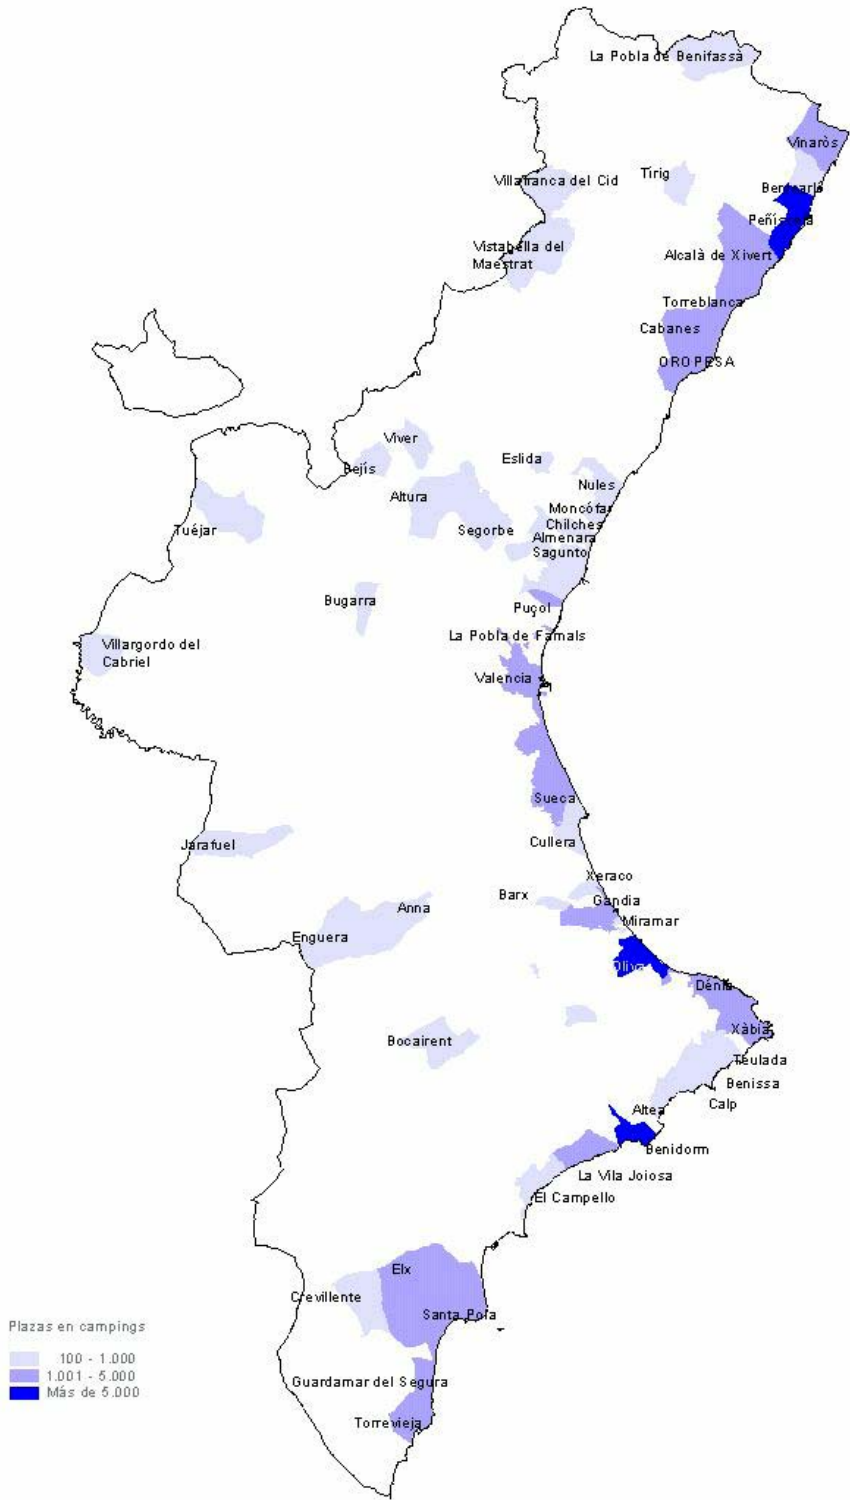 La Pobla de Benifassà
Vinaròs
Tirig
Villafranca del Cid
Benicarló
Peñíscola
Vistabella del
Maestrat
Alcalà de Xivert
Torreblanca
Cabanes
OROPESA
Viver
Bejís
Eslida
Nules
Altura
Moncófar
Chilches
Segorbe
Almenara
Tuéjar
Sagunto
Bugarra
Puçol
La Pobla de Farnals
Villargordo del
Cabriel
Valencia
Sueca
Jarafuel
Cullera
Xeraco
Barx
Gandia
Anna
Miramar
Enguera
Oliva
Dénia
Xàbia
Bocairent
Teulada
Benissa
Calp
Altea
Benidorm
La Vila Joiosa
El Campello
Elx
Crevillente
Santa Pola
Plazas en campings
100 - 1.000
1.001 - 5.000
Más de 5.000
Guardamar del Segura
Torrevieja